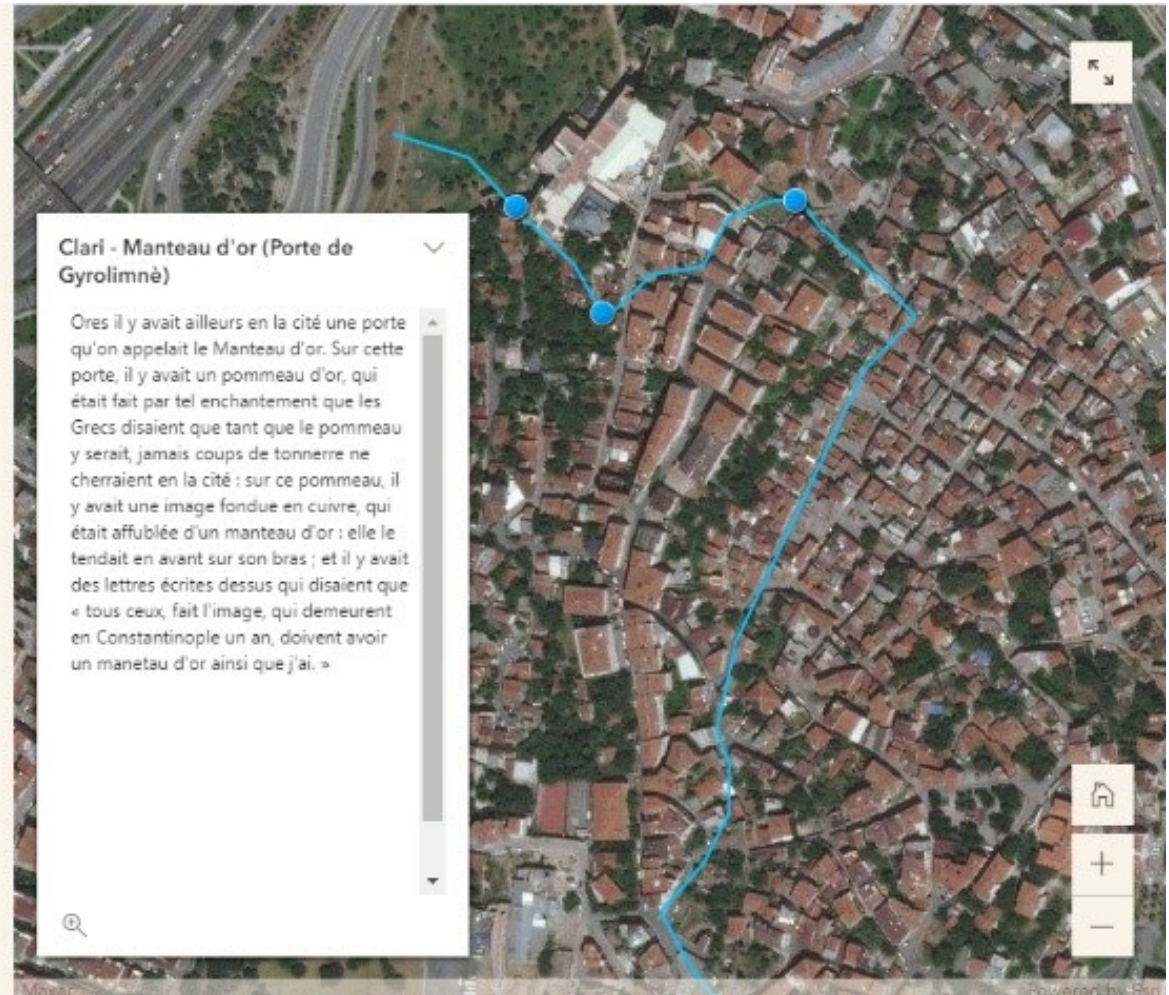 Clari - Manteau d'or (Porte de
Gyrolimnè)
Ores il y avait ailleurs en la cité une porte
qu'on appelait le Manteau d'or. Sur cette
porte, il y avait un pommeau d'or, qui
était fait par tel enchantement que les
Grecs disaient que tant que le pommeau
y serait, jamais coups de tonnerre ne
cherraient en la cité : sur ce pommeau, il
y avait une image fondue en cuivre, qui
était affublée d'un manteau d'or : elle le
tendait en avant sur son bras ; et il y avait
des lettres écrites dessus qui disaient que
« tous ceux, fait l'image, qui demeurent
en Constantinople un an, doivent avoir
un manetau d'or ainsi que j'ai. »
Maxar
Powered by Esri